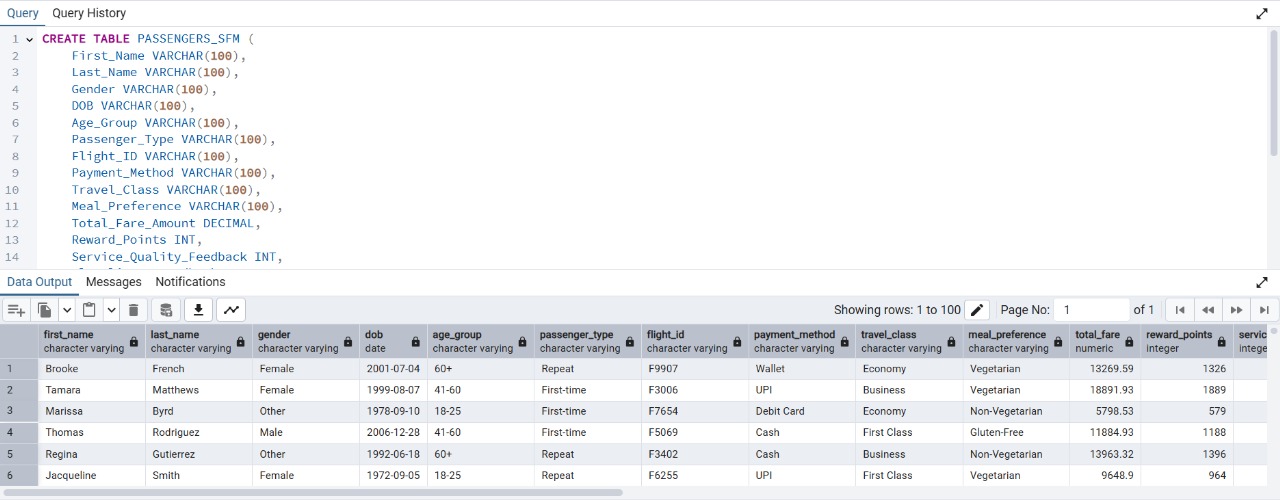 Query Query History
1 CREATE TABLE PASSENGERS_SFM (
2 First_Name VARCHAR(100),
3 Last_Name VARCHAR(100),
4 Gender VARCHAR(100),
5 DOB VARCHAR(100),
6 Age_Group VARCHAR(100),
7 Passenger_Type VARCHAR(100),
8 Flight_ID VARCHAR(100),
9 Payment_Method VARCHAR(100),
10 Travel_Class VARCHAR(100),
11 Meal_Preference VARCHAR(100),
12 Total_Fare_Amount DECIMAL,
13 Reward_Points INT,
14 Service_Quality_Feedback INT,
Data Output Messages Notifications
Showing rows: 1 to 100 Page No: 1 of 1
first_name last_name gender dob age_group passenger_type flight_id payment_method travel_class meal_preference total_fare reward_points servic
character varying character varying character varying date character varying character varying character varying character varying character varying character varying numeric integer intege
1 Brooke French Female 2001-07-04 60+ Repeat F9907 Wallet Economy Vegetarian 13269.59 1326
2 Tamara Matthews Female 1999-08-07 41-60 First-time F3006 UPI Business Vegetarian 18891.93 1889
3 Marissa Byrd Other 1978-09-10 18-25 First-time F7654 Debit Card Economy Non-Vegetarian 5798.53 579
4 Thomas Rodriguez Male 2006-12-28 41-60 First-time F5069 Cash First Class Gluten-Free 11884.93 1188
5 Regina Gutierrez Other 1992-06-18 60+ Repeat F3402 Cash Business Non-Vegetarian 13963.32 1396
6 Jacqueline Smith Female 1972-09-05 18-25 Repeat F6255 UPI First Class Vegetarian 9648.9 964